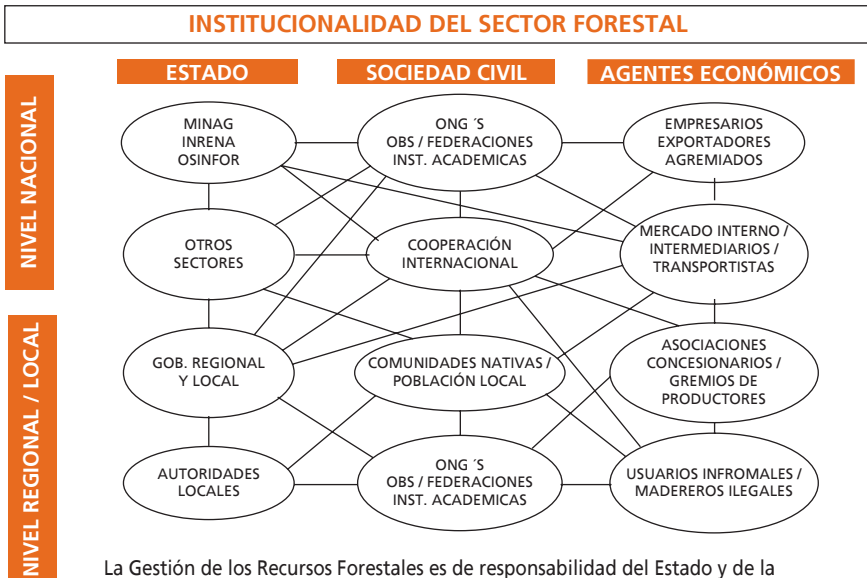 INSTITUCIONALIDAD DEL SECTOR FORESTAL
ESTADO
SOCIEDAD CIVIL
AGENTES ECONÓMICOS
NIVEL NACIONAL
MINAG
INRENA
OSINFOR
ONG ´S
OBS / FEDERACIONES
INST. ACADEMICAS
EMPRESARIOS
EXPORTADORES
AGREMIADOS
OTROS
SECTORES
COOPERACIÓN
INTERNACIONAL
MERCADO INTERNO /
INTERMEDIARIOS /
TRANSPORTISTAS
NIVEL REGIONAL / LOCAL
GOB. REGIONAL
Y LOCAL
COMUNIDADES NATIVAS /
POBLACIÓN LOCAL
ASOCIACIONES
CONCESIONARIOS /
GREMIOS DE
PRODUCTORES
AUTORIDADES
LOCALES
ONG ´S
OBS / FEDERACIONES
INST. ACADEMICAS
USUARIOS INFROMALES /
MADEREROS ILEGALES
La Gestión de los Recursos Forestales es de responsabilidad del Estado y de la